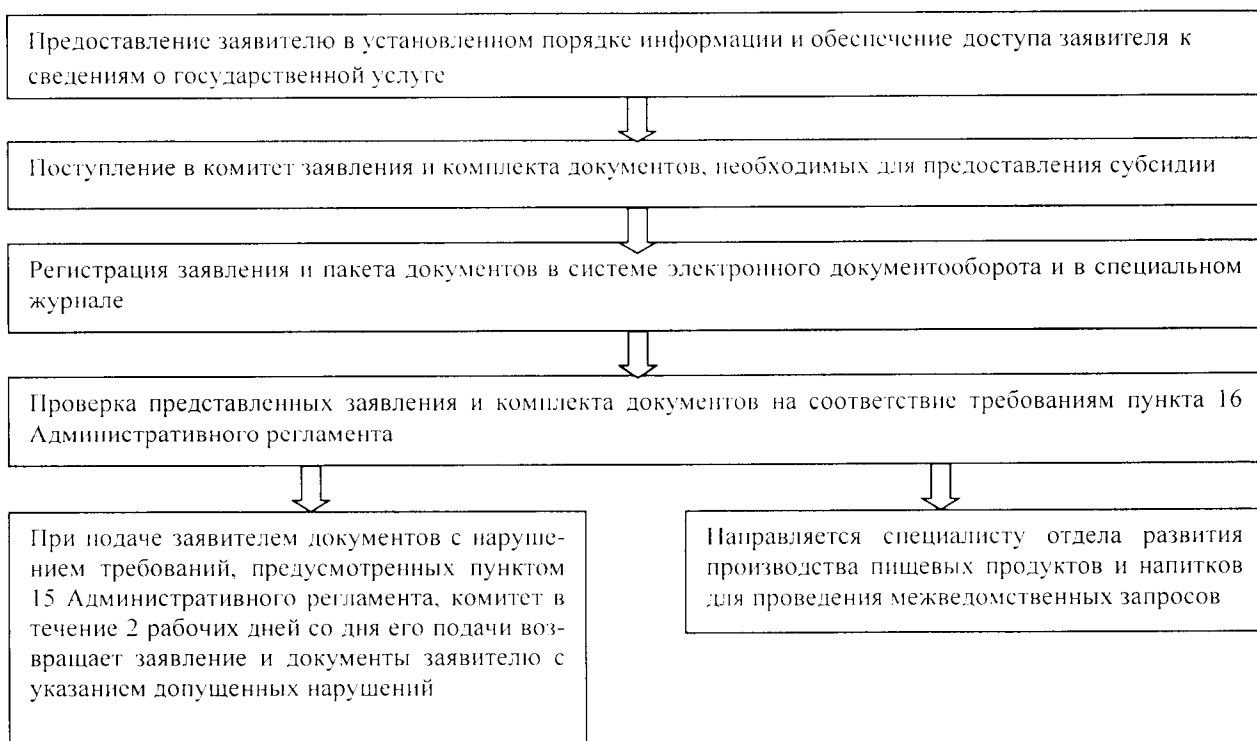 Предоставление заявителю в установленном порядке информации и обеспечение доступа заявителя к
сведениям о государственной услуге
Поступление в комитет заявления и комплекта документов, необходимых для предоставления субсидии
Регистрация заявления и пакета документов в системе электронного документооборота и в специальном
журнале
Проверка представленных заявления и комплекта документов на соответствие требованиям пункта 16
Административного регламента
При подаче заявителем документов с наруше-
нием требований, предусмотренных пунктом
15 Административного регламента, комитет в
течение 2 рабочих дней со дня его подачи воз-
вращает заявление и документы заявителю с
указанием допущенных нарушений
Направляется специалисту отдела развития
производства пищевых продуктов и напитков
для проведения межведомственных запросов